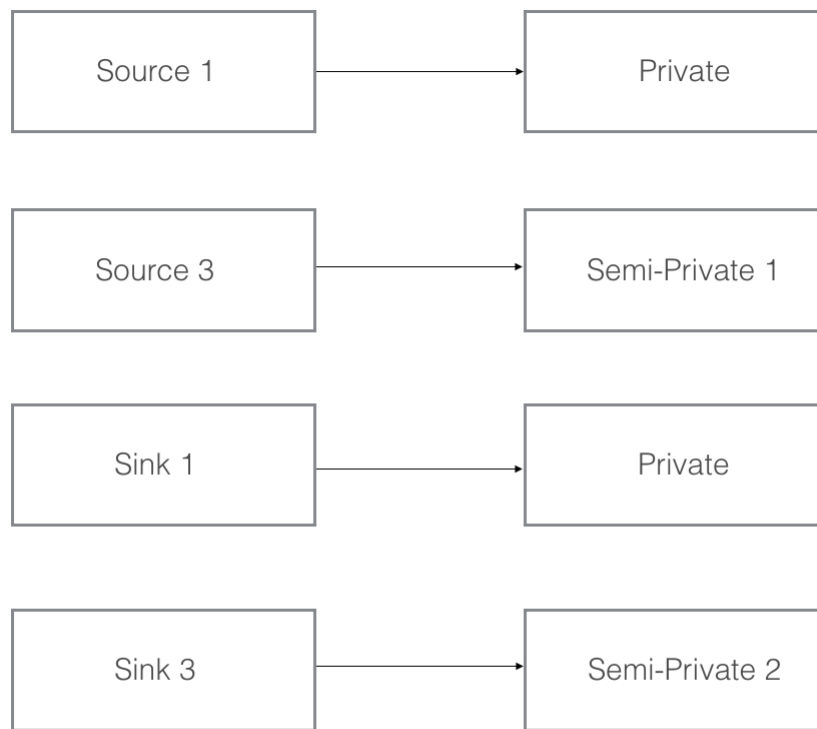 Source 1
Private
Source 3
Semi-Private 1
Sink 1
Private
Sink 3
Semi-Private 2